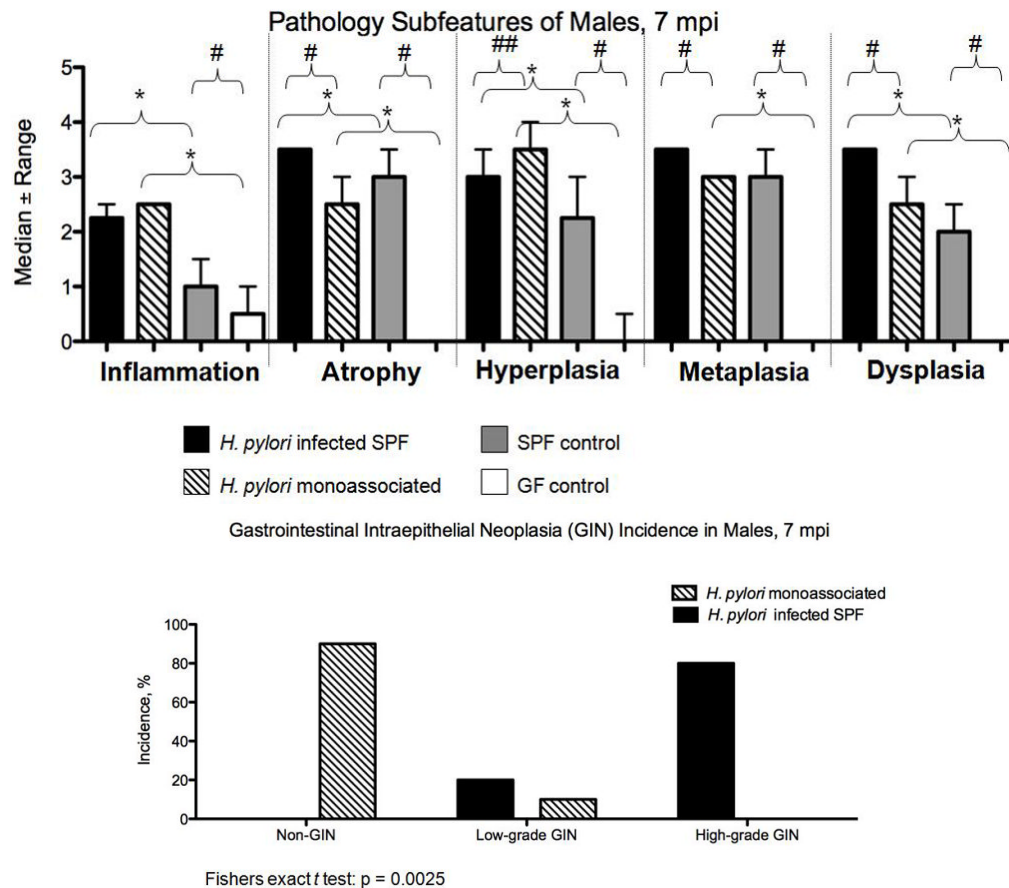 Pathology Subfeatures of Males, 7 mpi
## # # # # # # # #
* * * * * * * * *
Median ± Range
5
4
3
2
1
0
Inflammation Atrophy Hyperplasia Metaplasia Dysplasia
H. pylori infected SPF SPF control
H. pylori monoassociated GF control
Gastrointestinal Intraepithelial Neoplasia (GIN) Incidence in Males, 7 mpi
H. pylori monoassociated
H. pylori infected SPF
Incidence, %
100
80
60
40
20
0
Non-GIN Low-grade GIN High-grade GIN
Fishers exact t test: p = 0.0025